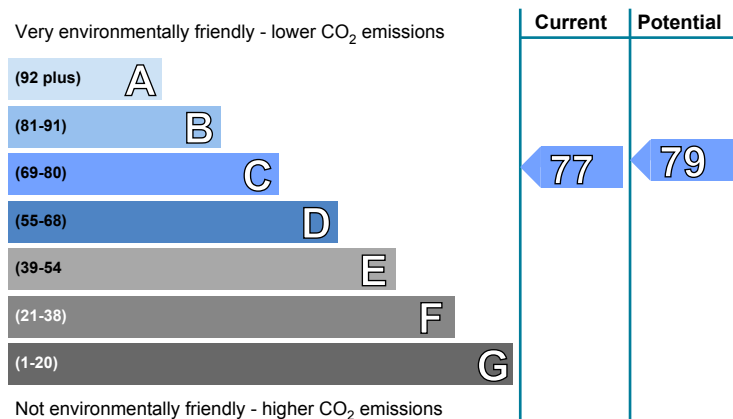 Very environmentally friendly - lower CO2 emissions
Current Potential
(92 plus) A
(81-91) B
(69-80) C
77 79
(55-68) D
(39-54 E
(21-38) F
(1-20) G
Not environmentally friendly - higher CO2 emissions